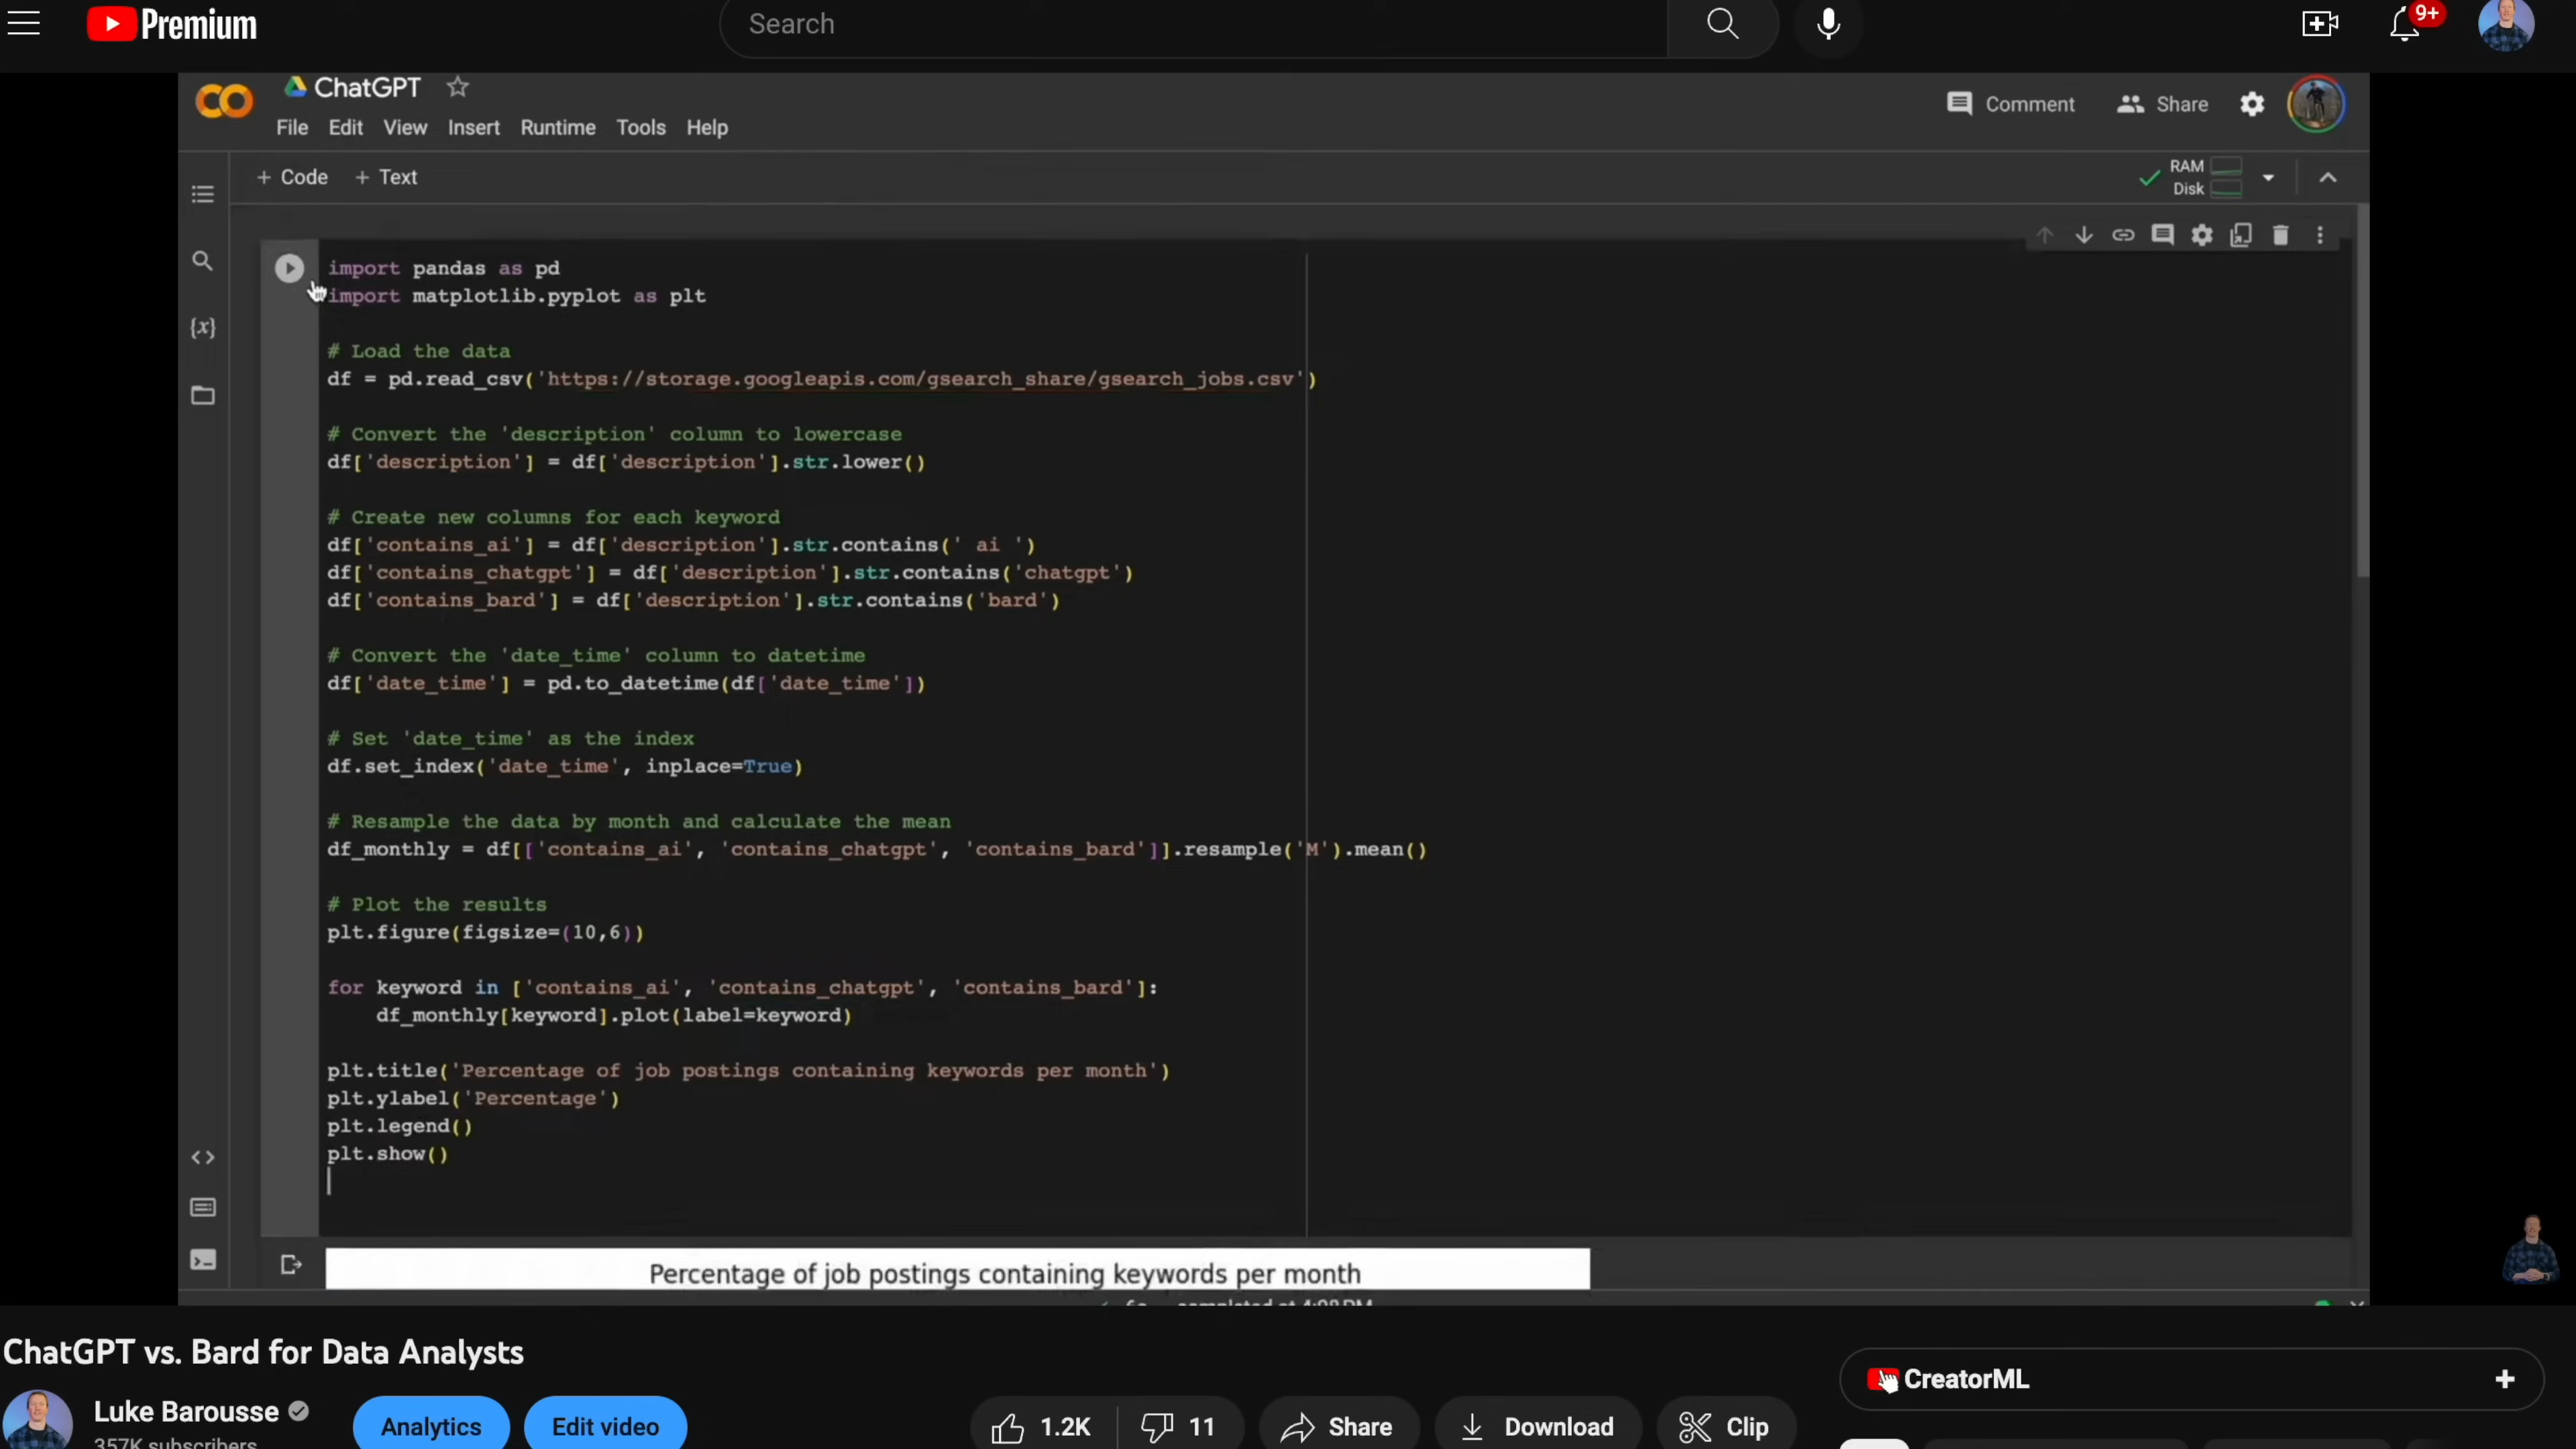 Premium
Search
9+
ChatGPT
File Edit View Insert Runtime Tools Help
Comment Share
+ Code + Text
RAM
Disk
import pandas as pd
import matplotlib.pyplot as plt
# Load the data
df = pd.read_csv('https://storage.googleapis.com/gsearch_share/gsearch_jobs.csv')
# Convert the 'description' column to lowercase
df['description'] = df['description'].str.lower()
# Create new columns for each keyword
df['contains_ai'] = df['description'].str.contains(' ai ')
df['contains_chatgpt'] = df['description'].str.contains('chatgpt')
df['contains_bard'] = df['description'].str.contains('bard')
# Convert the 'date_time' column to datetime
df['date_time'] = pd.to_datetime(df['date_time'])
# Set 'date_time' as the index
df.set_index('date_time', inplace=True)
# Resample the data by month and calculate the mean
df_monthly = df[['contains_ai', 'contains_chatgpt', 'contains_bard']].resample('M').mean()
# Plot the results
plt.figure(figsize=(10,6))
for keyword in ['contains_ai', 'contains_chatgpt', 'contains_bard']:
    df_monthly[keyword].plot(label=keyword)
plt.title('Percentage of job postings containing keywords per month')
plt.ylabel('Percentage')
plt.legend()
plt.show()
Percentage of job postings containing keywords per month
completed at 4:08 PM
ChatGPT vs. Bard for Data Analysts
Luke Barousse
357K subscribers
Analytics
Edit video
1.2K
11
Share
Download
Clip
CreatorML